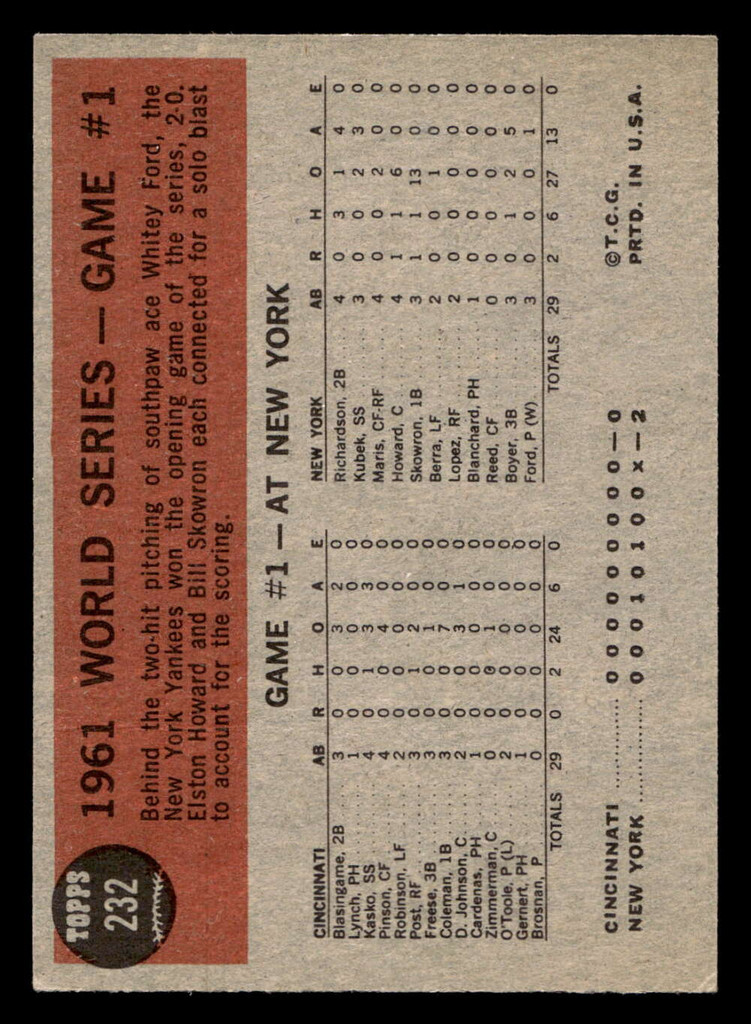 TOPPS
232
1961 WORLD SERIES — GAME #1
Behind the two-hit pitching of southpaw ace Whitey Ford, the
New York Yankees won the opening game of the series, 2-0.
Elston Howard and Bill Skowron each connected for a solo blast
to account for the scoring.
GAME #1 — AT NEW YORK
CINCINNATI AB R H O A E
Blasingame, 2B 3 0 0 3 2 0
Lynch, PH 1 0 0 0 0 0
Kasko, SS 4 0 1 3 3 0
Pinson, CF 4 0 0 4 0 0
Robinson, LF 2 0 0 0 0 0
Post, RF 3 0 1 2 0 0
Freese, 3B 3 0 0 1 0 0
Coleman, 1B 3 0 0 7 0 0
D. Johnson, C 2 0 0 3 1 0
Cardenas, PH 1 0 0 0 0 0
Zimmerman, C 0 0 0 1 0 0
O'Toole, P (L) 2 0 0 0 0 0
Gernert, PH 1 0 0 0 0 0
Brosnan, P 0 0 0 0 0 0
TOTALS 29 0 2 24 6 0
NEW YORK AB R H O A E
Richardson, 2B 4 0 3 1 4 0
Kubek, SS 3 0 0 2 3 0
Maris, CF-RF 4 0 0 2 0 0
Howard, C 4 1 1 6 0 0
Skowron, 1B 3 1 1 13 0 0
Berra, LF 2 0 0 1 0 0
Lopez, RF 2 0 0 0 0 0
Blanchard, PH 1 0 0 0 0 0
Reed, CF 0 0 0 0 0 0
Boyer, 3B 3 0 1 2 5 0
Ford, P (W) 3 0 0 0 1 0
TOTALS 29 2 6 27 13 0
CINCINNATI 0 0 0 0 0 0 0 0 0 — 0
NEW YORK 0 0 0 1 0 1 0 0 X — 2
©T.C.G.
PRTD. IN U.S.A.